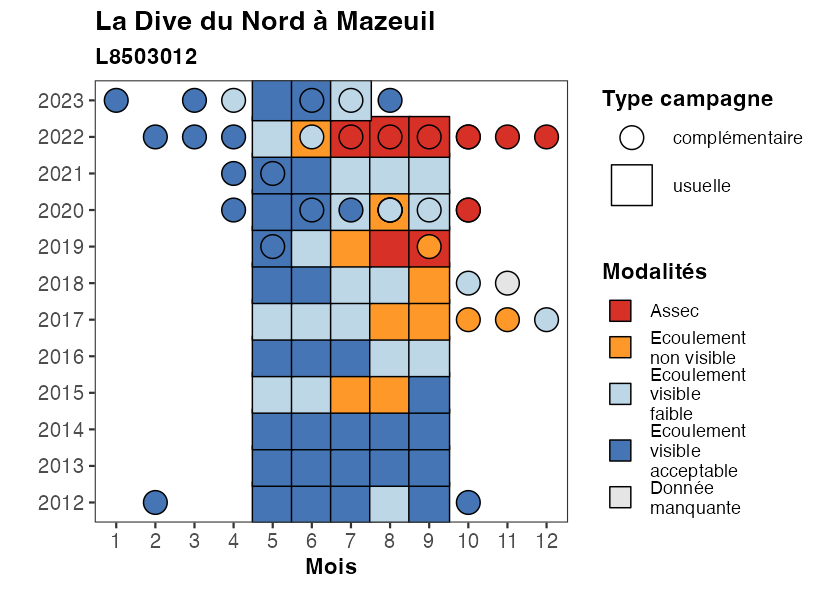 La Dive du Nord à Mazeuil
L8503012
2023
2022
2021
2020
2019
2018
2017
2016
2015
2014
2013
2012
1 2 3 4 5 6 7 8 9 10 11 12
Mois
Type campagne
complémentaire
usuelle
Modalités
Assec
Ecoulement
non visible
Ecoulement
visible
faible
Ecoulement
visible
acceptable
Donnée
manquante